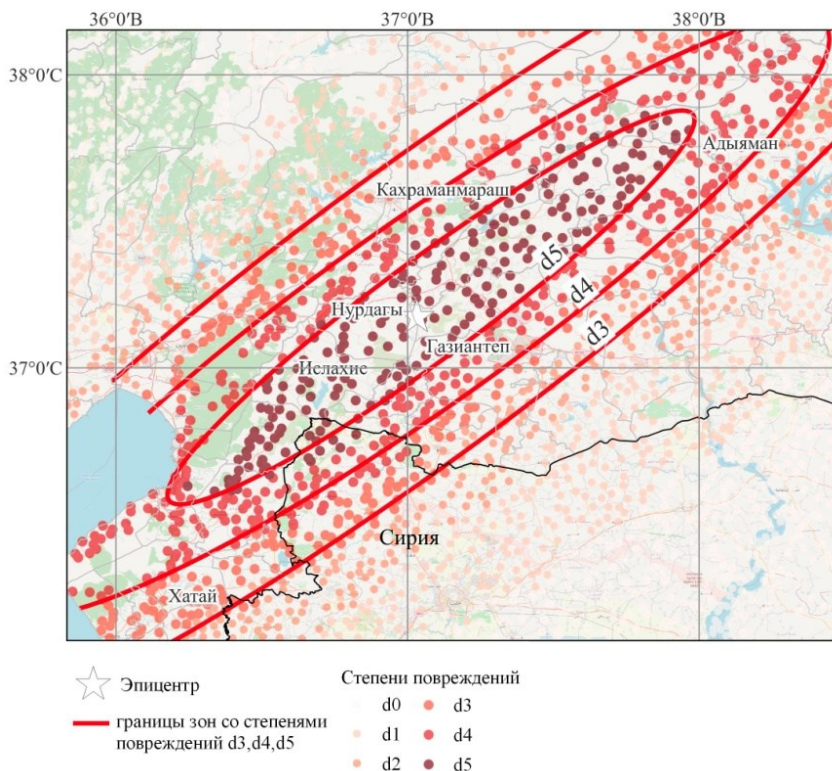 36°0′В 37°0′В 38°0′В
38°0′С
Адыяман
Кахраманмараш
d5
d4
Нурдагы
d3
Газиантеп
37°0′С
Ислахие
Сирия
Хатай
Эпицентр
границы зон со степенями
повреждений d3,d4,d5
Степени повреждений
d0 d3
d1 d4
d2 d5